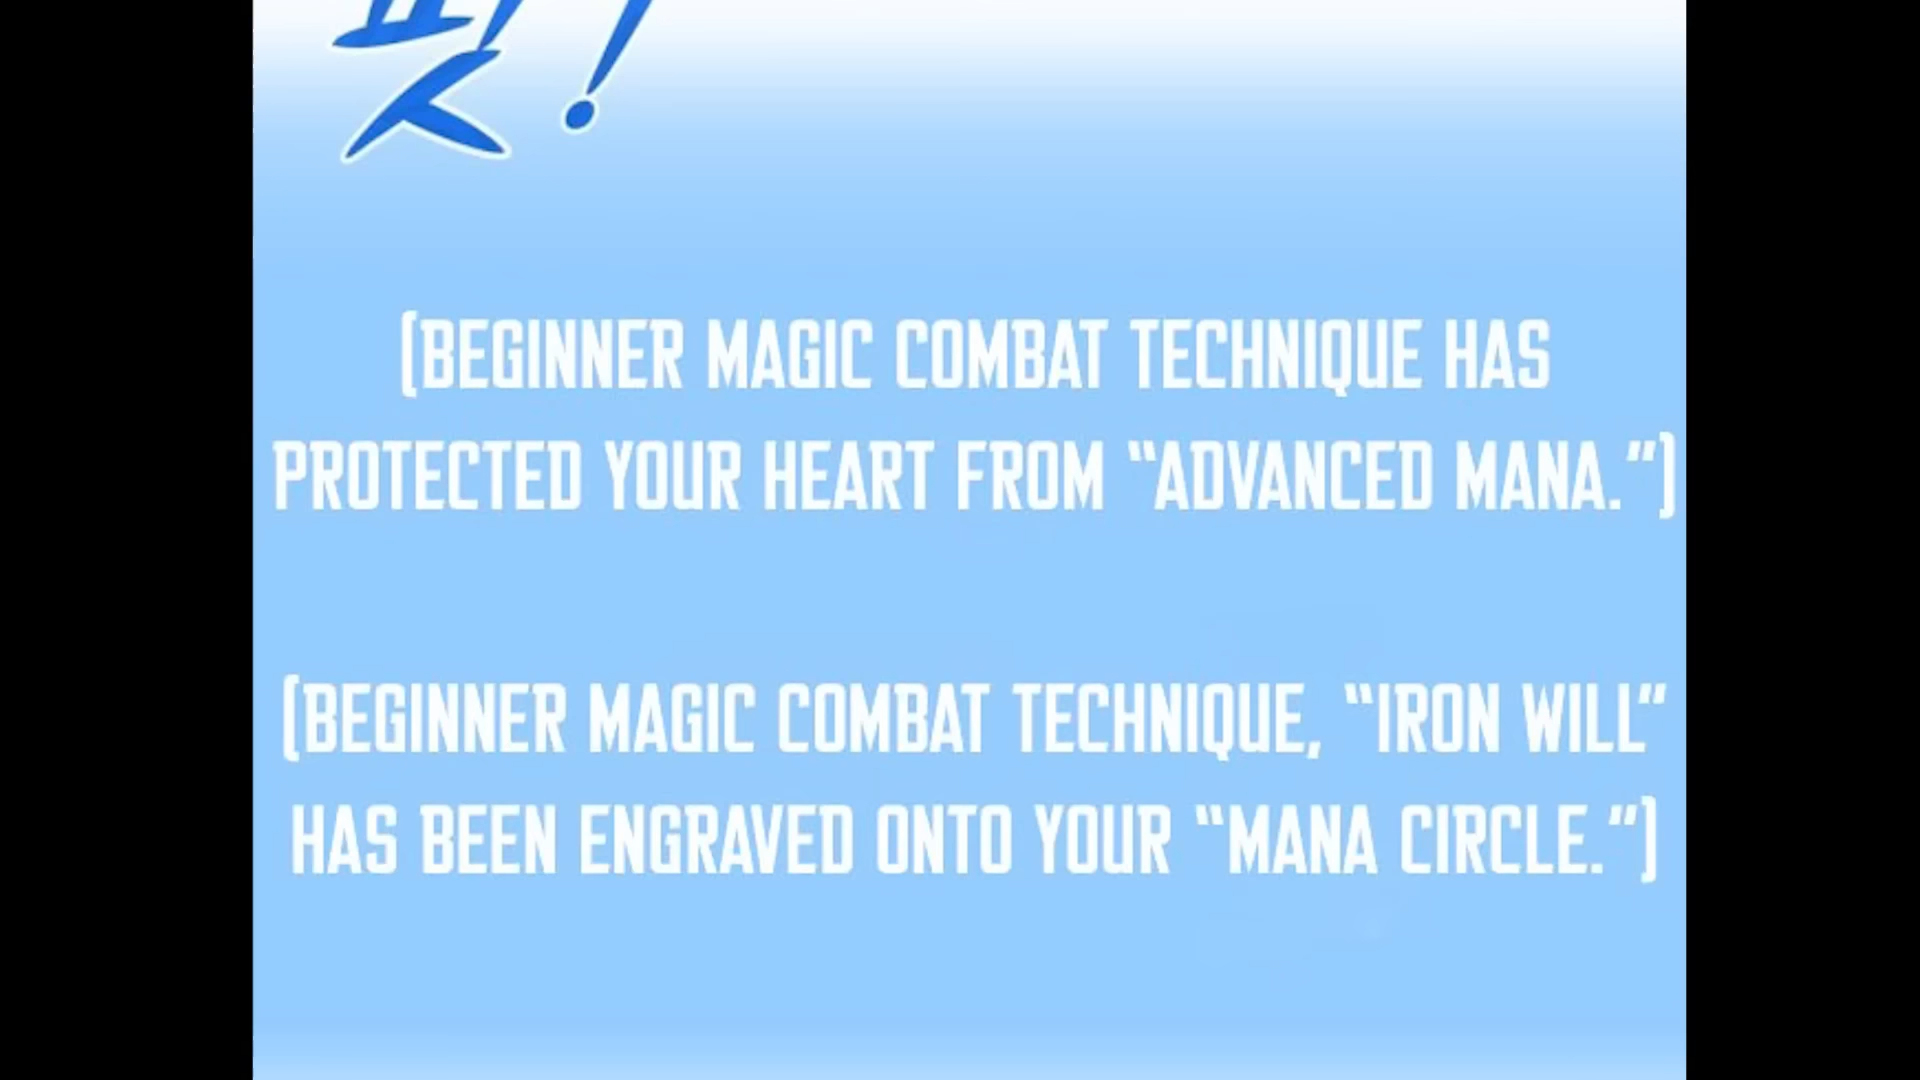 (BEGINNER MAGIC COMBAT TECHNIQUE HAS
PROTECTED YOUR HEART FROM “ADVANCED MANA.”)
(BEGINNER MAGIC COMBAT TECHNIQUE, “IRON WILL”
HAS BEEN ENGRAVED ONTO YOUR “MANA CIRCLE.”)